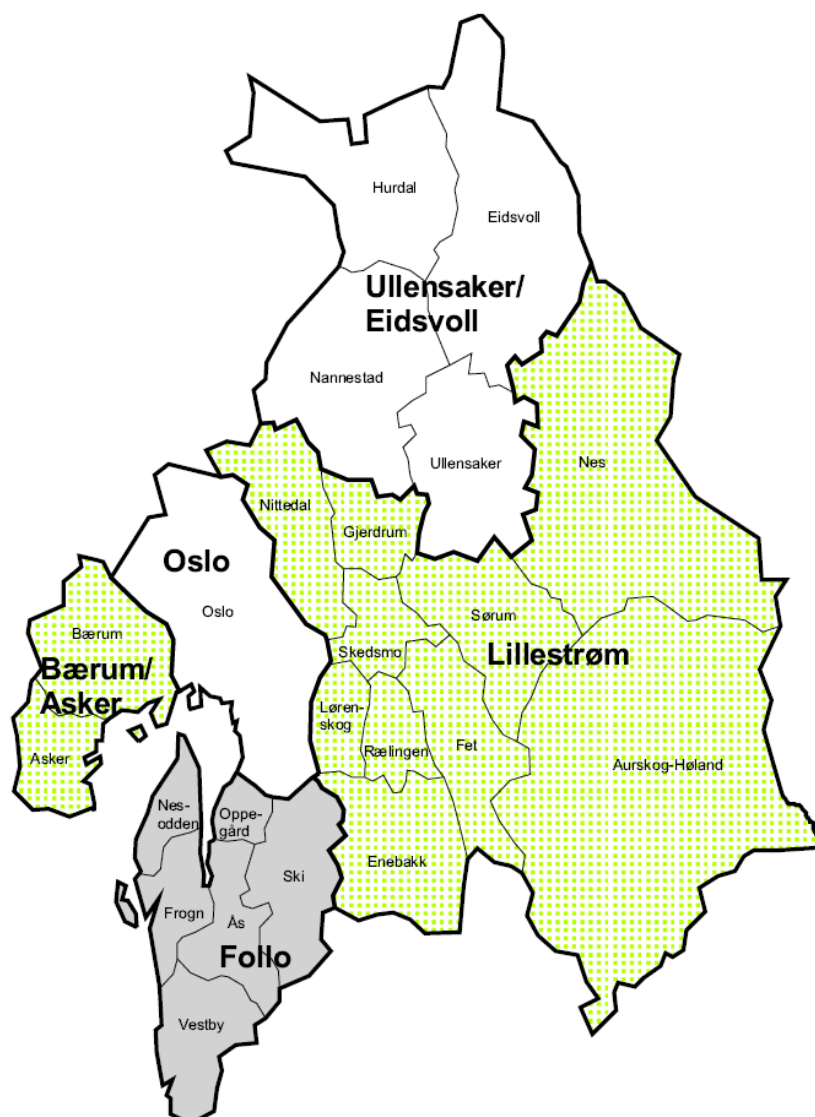 Hurdal
Eidsvoll
Ullensaker/
Eidsvoll
Nannestad
Ullensaker
Nes
Nittedal
Gjerdrum
Oslo
Oslo
Sørum
Bærum
Skedsmo
Lillestrøm
Bærum/
Asker
Løren-
skog
Rælingen
Fet
Asker
Aurskog-Høland
Nes-
odden
Oppe-
gård
Enebakk
Ski
Frogn
Ås
Follo
Vestby